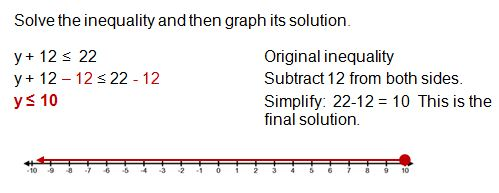 Solve the inequality and then graph its solution.
y + 12 ≤ 22 Original inequality
y + 12 – 12 ≤ 22 - 12 Subtract 12 from both sides.
y ≤ 10 Simplify: 22-12 = 10 This is the
final solution.
-10 -9 -8 -7 -6 -5 -4 -3 -2 -1 0 1 2 3 4 5 6 7 8 9 10